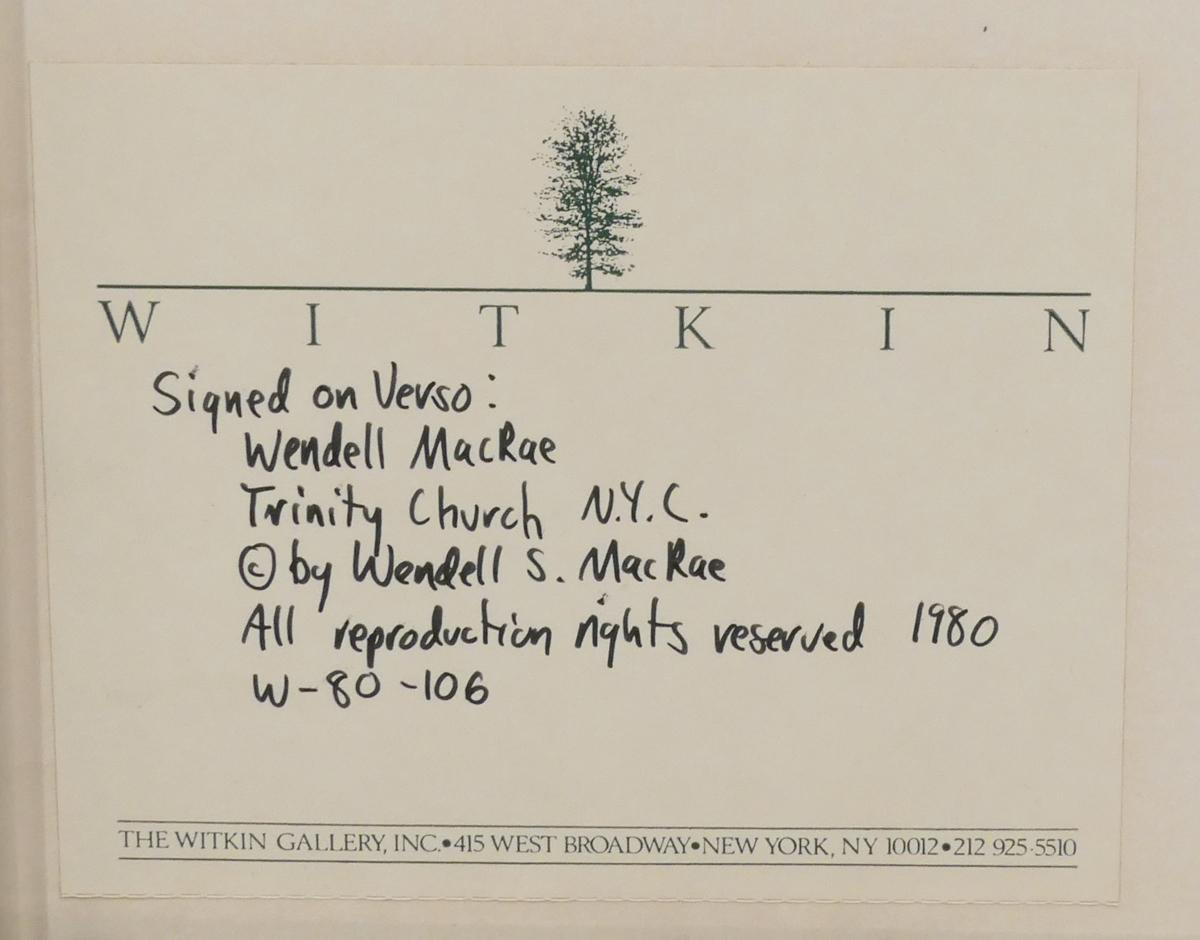 W I T K I N
Signed on Verso:
Wendell MacRae
Trinity Church N.Y.C.
© by Wendell S. MacRae
All reproduction rights reserved 1980
W-80-106
THE WITKIN GALLERY, INC.•415 WEST BROADWAY•NEW YORK, NY 10012•212 925-5510